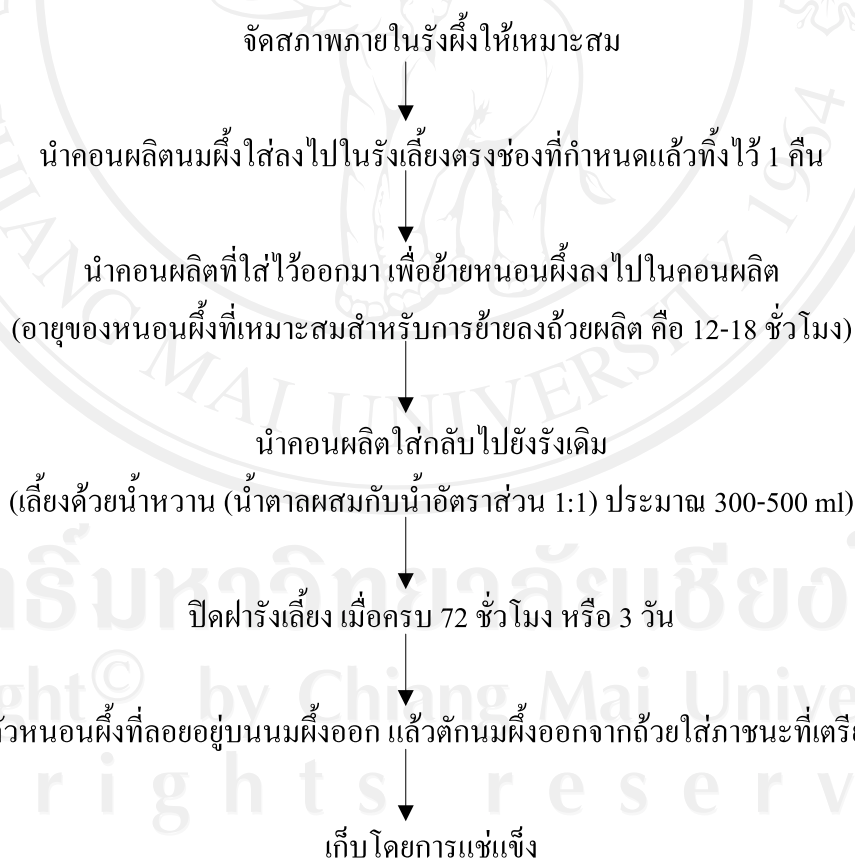 จัดสภาพภายในรังผึ้งให้เหมาะสม
นำคอนผลิตนมผึ้งใส่ลงไปในรังเลี้ยงตรงช่องที่กำหนดแล้วทิ้งไว้ 1 คืน
นำคอนผลิตที่ใส่ไว้ออกมา เพื่อย้ายหนอนผึ้งลงไปในคอนผลิต
(อายุของหนอนผึ้งที่เหมาะสมสำหรับการย้ายลงถ้วยผลิต คือ 12-18 ชั่วโมง)
นำคอนผลิตใส่กลับไปยังรังเดิม
(เลี้ยงด้วยน้ำหวาน (น้ำตาลผสมกับน้ำอัตราส่วน 1:1) ประมาณ 300-500 ml)
ปิดฝารังเลี้ยง เมื่อครบ 72 ชั่วโมง หรือ 3 วัน
ตัวหนอนผึ้งที่ลอยอยู่บนนมผึ้งออก แล้วตักนมผึ้งออกจากถ้วยใส่ภาชนะที่
เก็บโดยการแช่แข็ง
CHIANG MAI UNIVERSITY 1964
มหาวิทยาลัย
© by Chiang Mai
rights